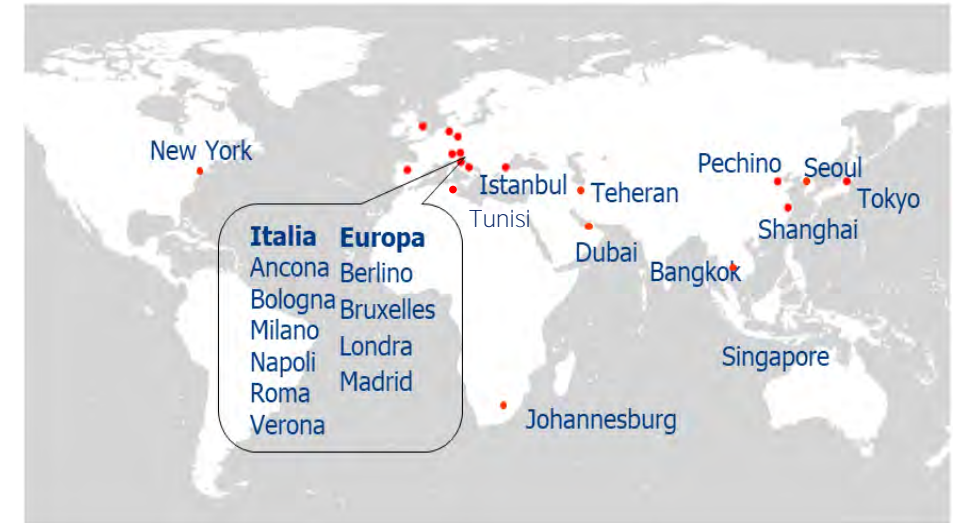 New York
Istanbul
Teheran
Pechino
Seoul
Tokyo
Tunisi
Shanghai
Dubai
Bangkok
Singapore
Johannesburg
Italia
Ancona
Bologna
Milano
Napoli
Roma
Verona
Europa
Berlino
Bruxelles
Londra
Madrid